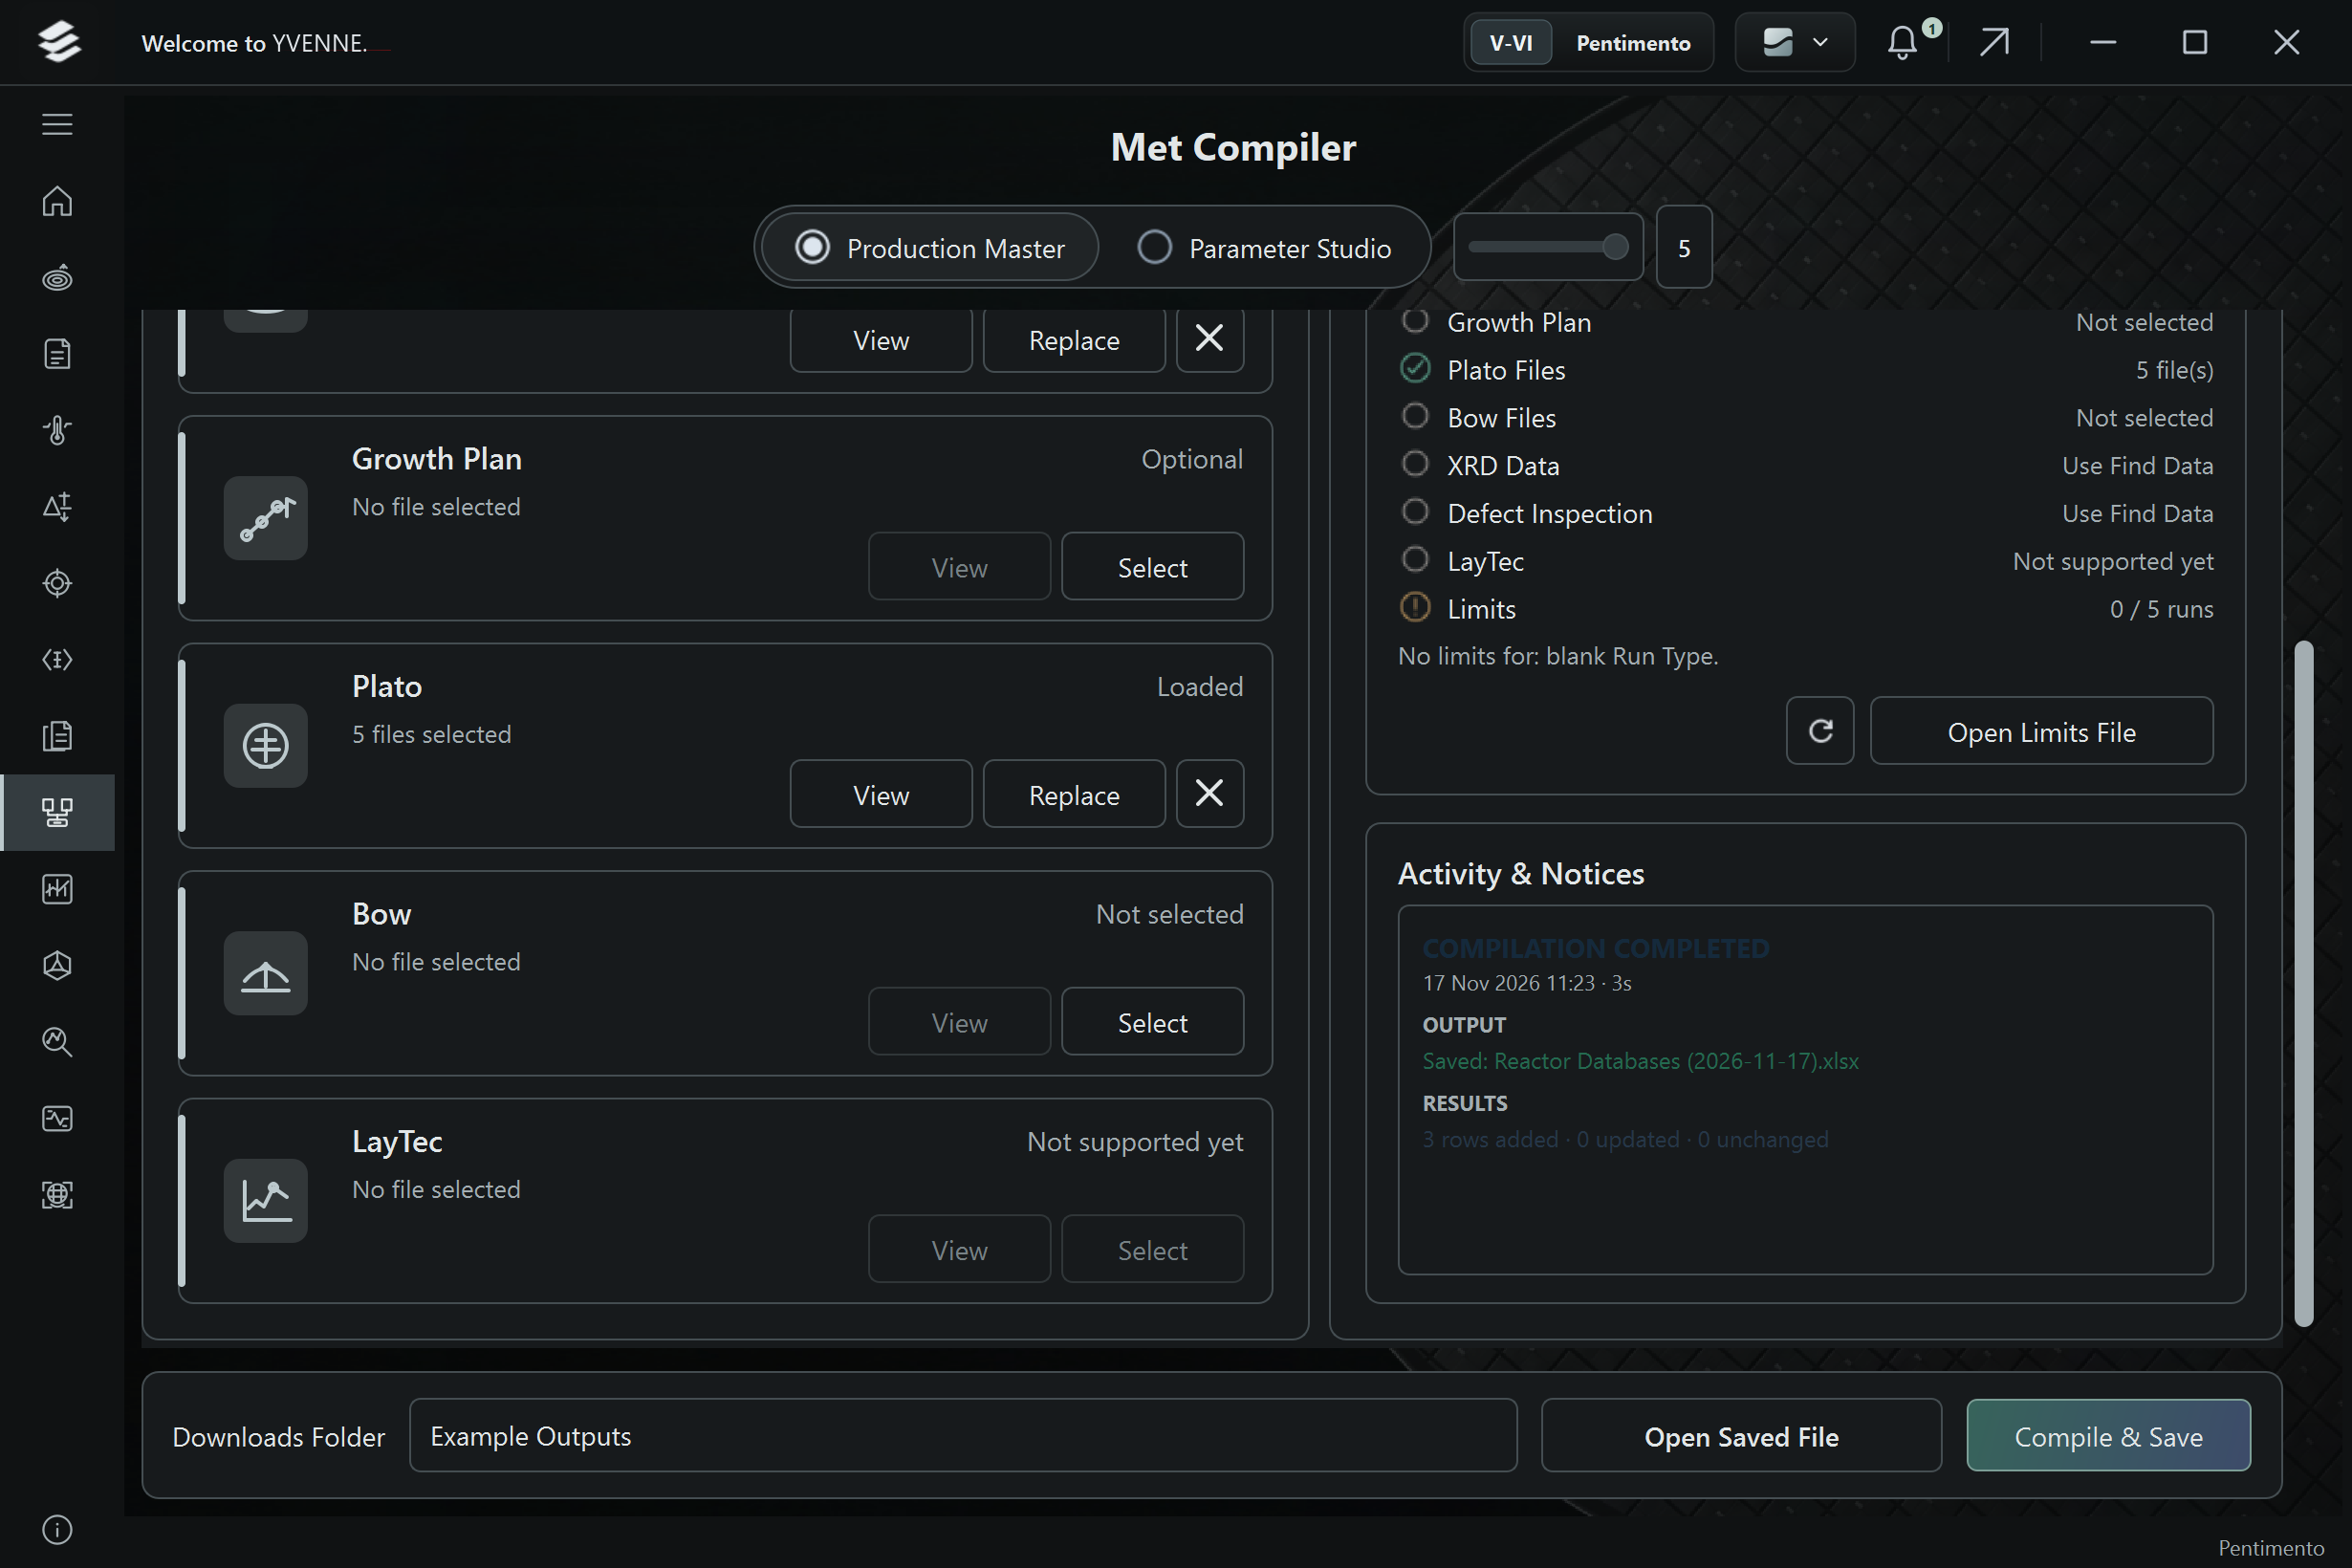 Welcome to YVENNE.
V-VI
Pentimento
1
Met Compiler
Production Master
Parameter Studio
5
View
Replace
Growth Plan
Optional
No file selected
View
Select
Plato
Loaded
5 files selected
View
Replace
Bow
Not selected
No file selected
View
Select
LayTec
Not supported yet
No file selected
View
Select
Growth Plan
Not selected
Plato Files
5 file(s)
Bow Files
Not selected
XRD Data
Use Find Data
Defect Inspection
Use Find Data
LayTec
Not supported yet
Limits
0 / 5 runs
No limits for: blank Run Type.
Open Limits File
Activity & Notices
COMPILATION COMPLETED
17 Nov 2026 11:23 · 3s
OUTPUT
Saved: Reactor Databases (2026-11-17).xlsx
RESULTS
3 rows added · 0 updated · 0 unchanged
Downloads Folder
Example Outputs
Open Saved File
Compile & Save
Pentimento